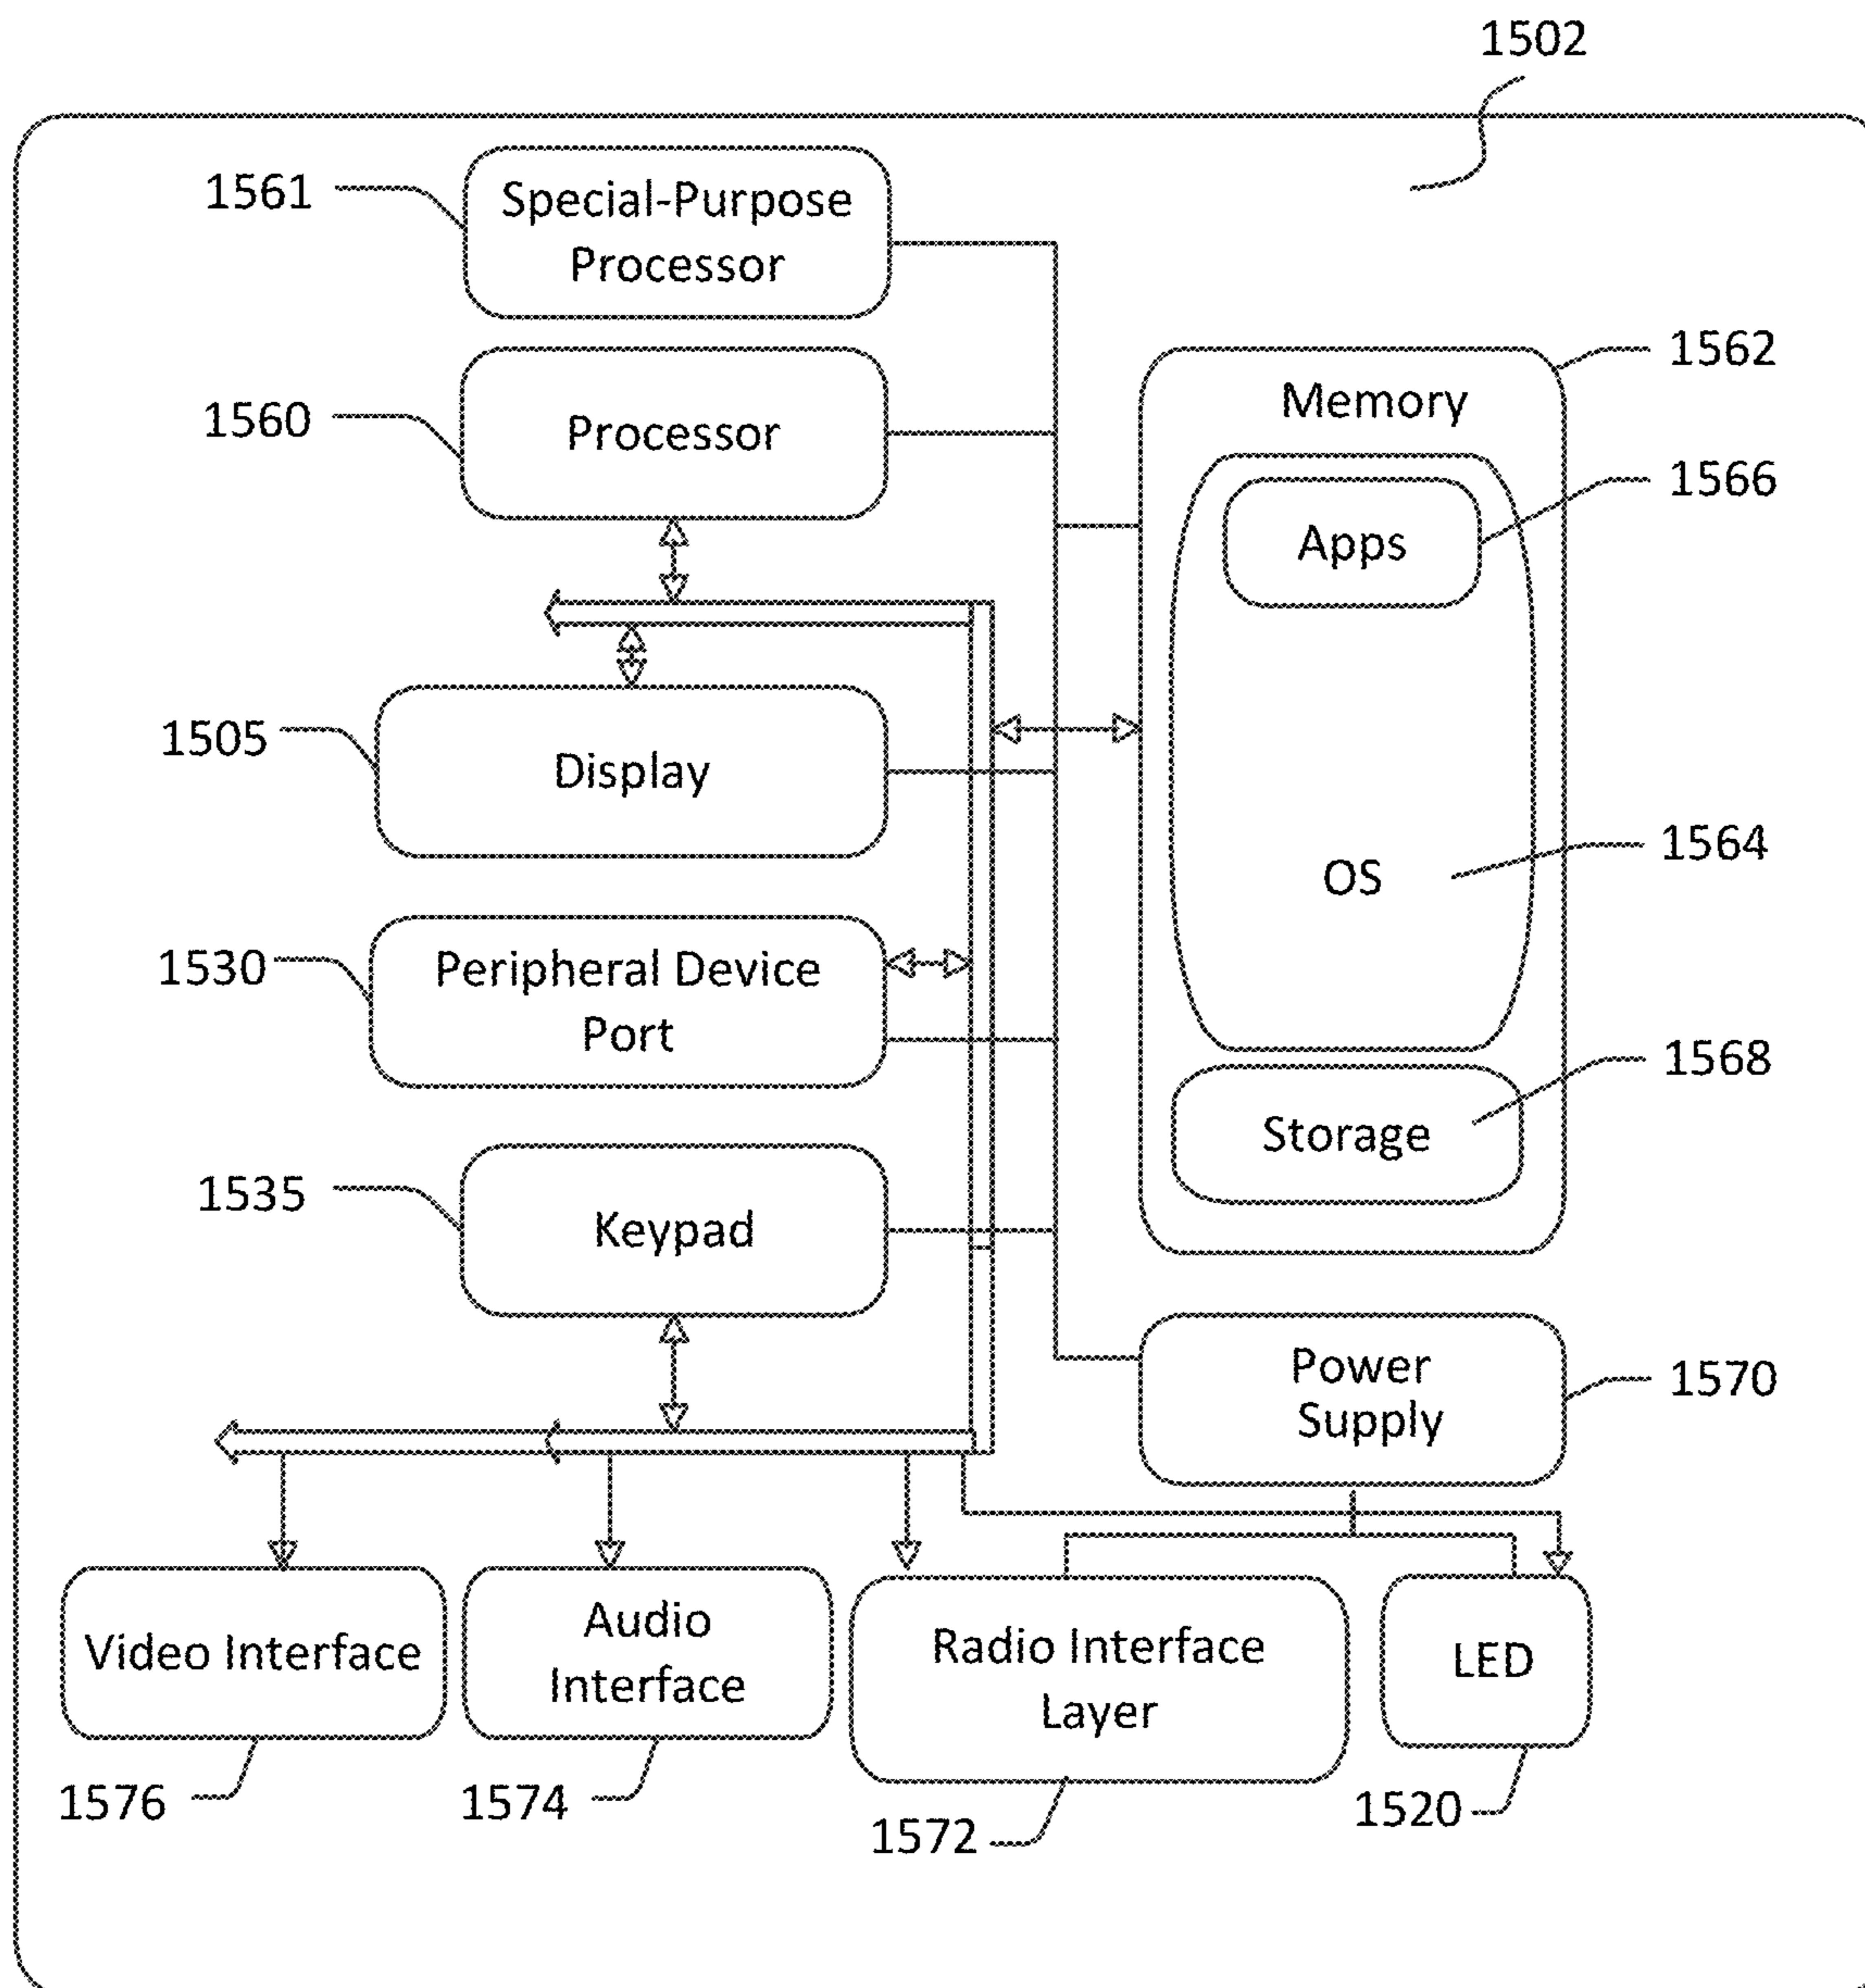 1502
1561
Special-Purpose
Processor
1562
Memory
1560
Processor
1566
Apps
1505
Display
1564
OS
1530
Peripheral Device
Port
1568
Storage
1535
Keypad
Power
Supply
1570
Video Interface
Audio
Interface
Radio Interface
Layer
LED
1576
1574
1572
1520